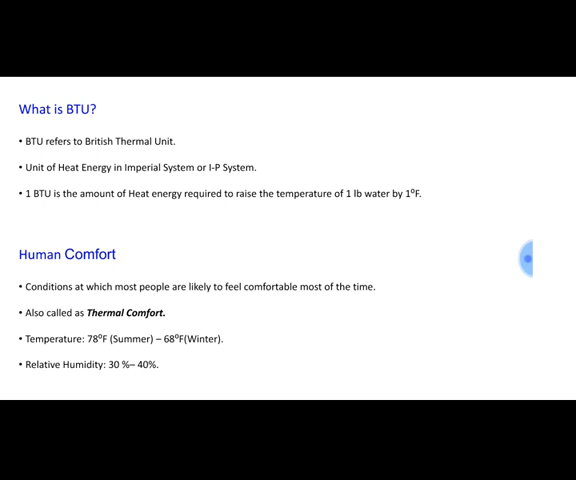 What is BTU?
• BTU refers to British Thermal Unit.
• Unit of Heat Energy in Imperial System or I-P System.
• 1 BTU is the amount of Heat energy required to raise the temperature of 1 lb water by 1⁰F.
Human Comfort
• Conditions at which most people are likely to feel comfortable most of the time.
• Also called as Thermal Comfort.
• Temperature: 78⁰F (Summer) – 68⁰F(Winter).
• Relative Humidity: 30 %– 40%.